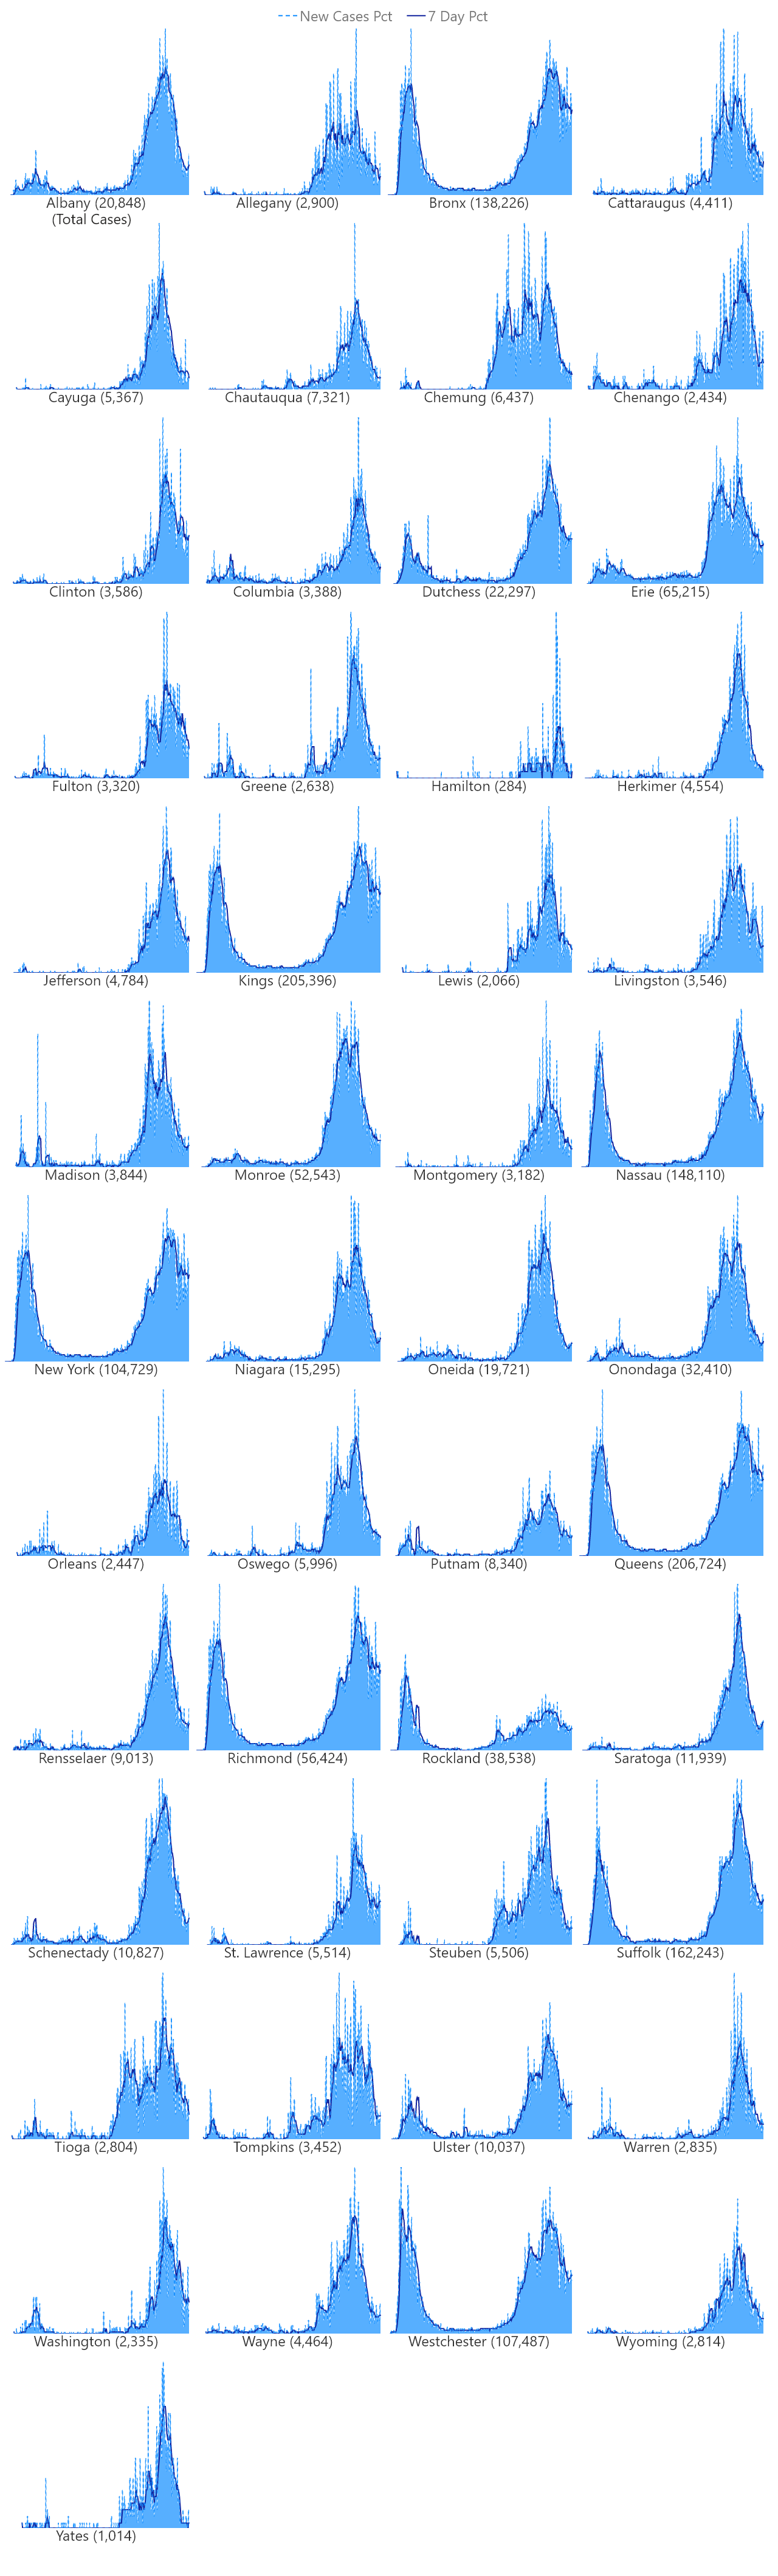 New Cases Pct 7 Day Pct
Albany (20,848) Allegany (2,900) Bronx (138,226) Cattaraugus (4,411)
(Total Cases)
Cayuga (5,367) Chautauqua (7,321) Chemung (6,437) Chenango (2,434)
Clinton (3,586) Columbia (3,388) Dutchess (22,297) Erie (65,215)
Fulton (3,320) Greene (2,638) Hamilton (284) Herkimer (4,554)
Jefferson (4,784) Kings (205,396) Lewis (2,066) Livingston (3,546)
Madison (3,844) Monroe (52,543) Montgomery (3,182) Nassau (148,110)
New York (104,729) Niagara (15,295) Oneida (19,721) Onondaga (32,410)
Orleans (2,447) Oswego (5,996) Putnam (8,340) Queens (206,724)
Rensselaer (9,013) Richmond (56,424) Rockland (38,538) Saratoga (11,939)
Schenectady (10,827) St. Lawrence (5,514) Steuben (5,506) Suffolk (162,243)
Tioga (2,804) Tompkins (3,452) Ulster (10,037) Warren (2,835)
Washington (2,335) Wayne (4,464) Westchester (107,487) Wyoming (2,814)
Yates (1,014)